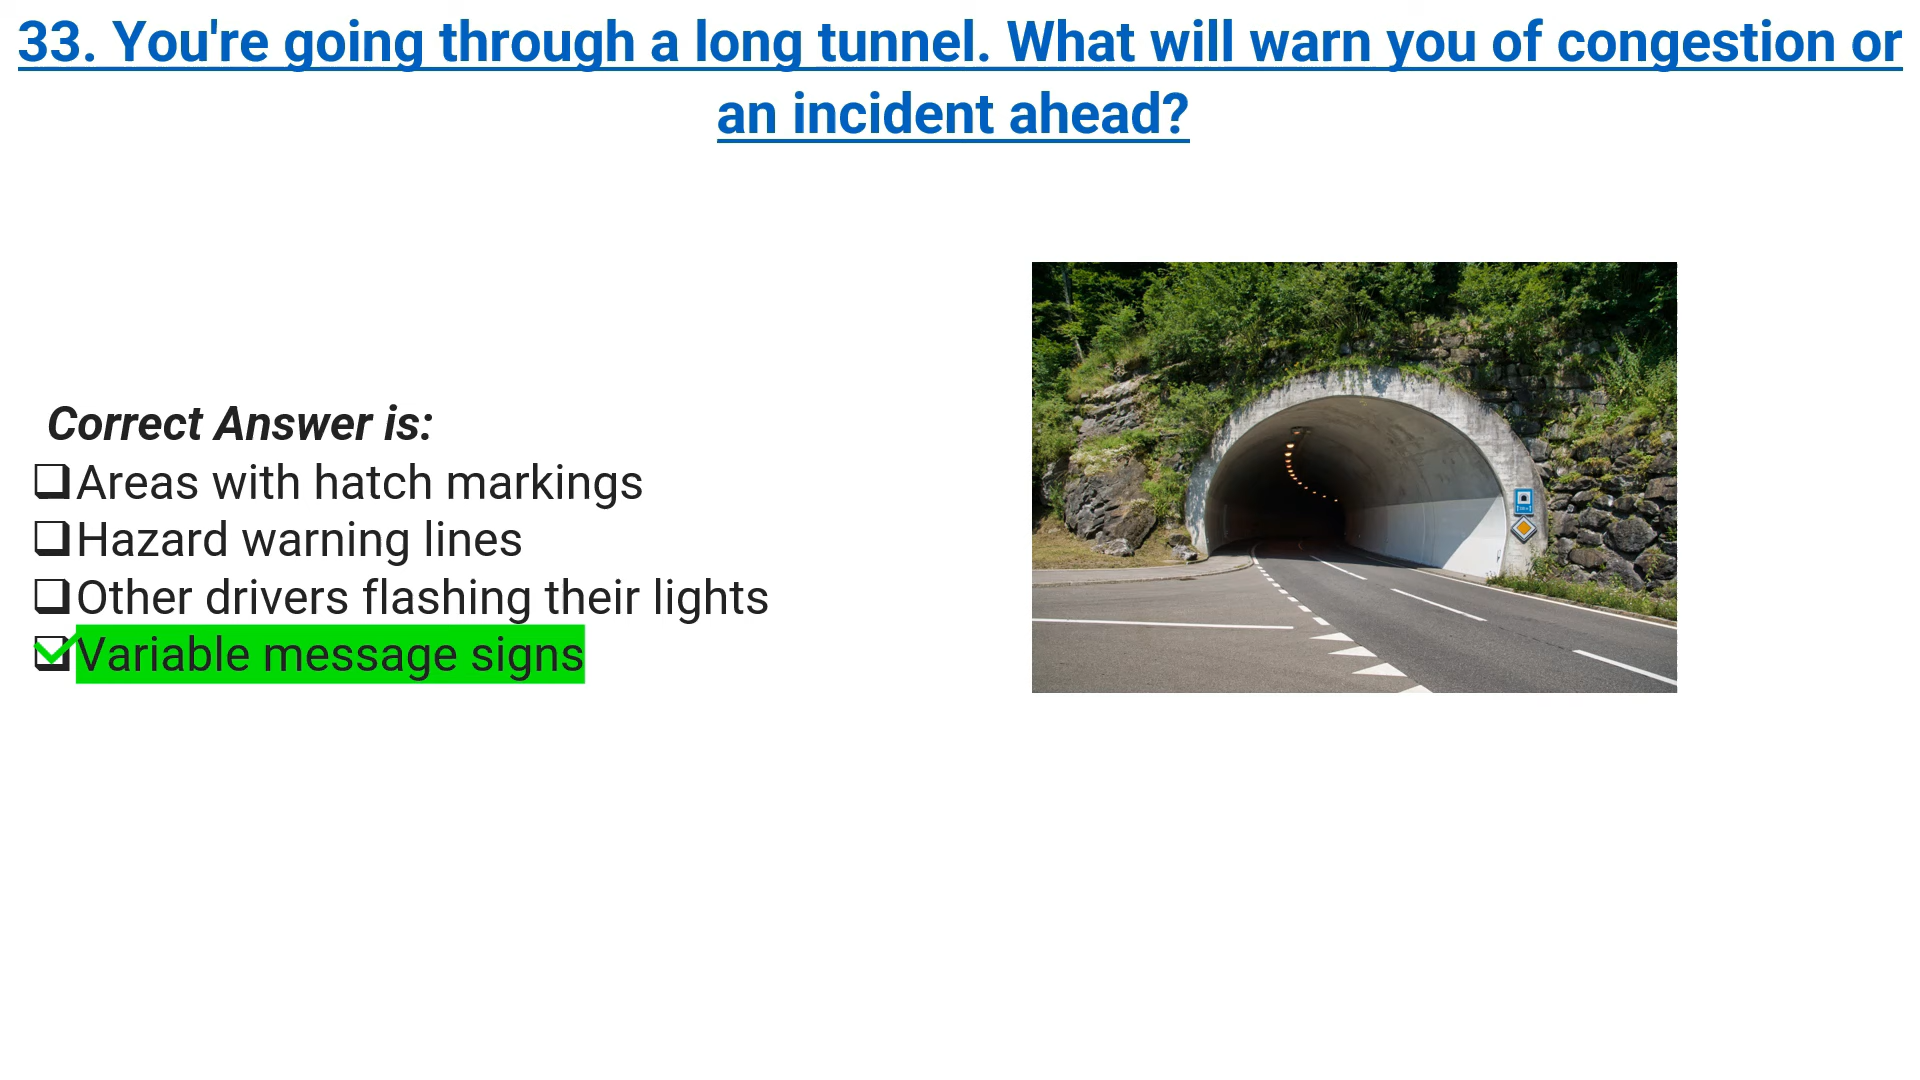 33. You're going through a long tunnel. What will warn you of congestion or
an incident ahead?
Correct Answer is:
Areas with hatch markings
Hazard warning lines
Other drivers flashing their lights
Variable message signs